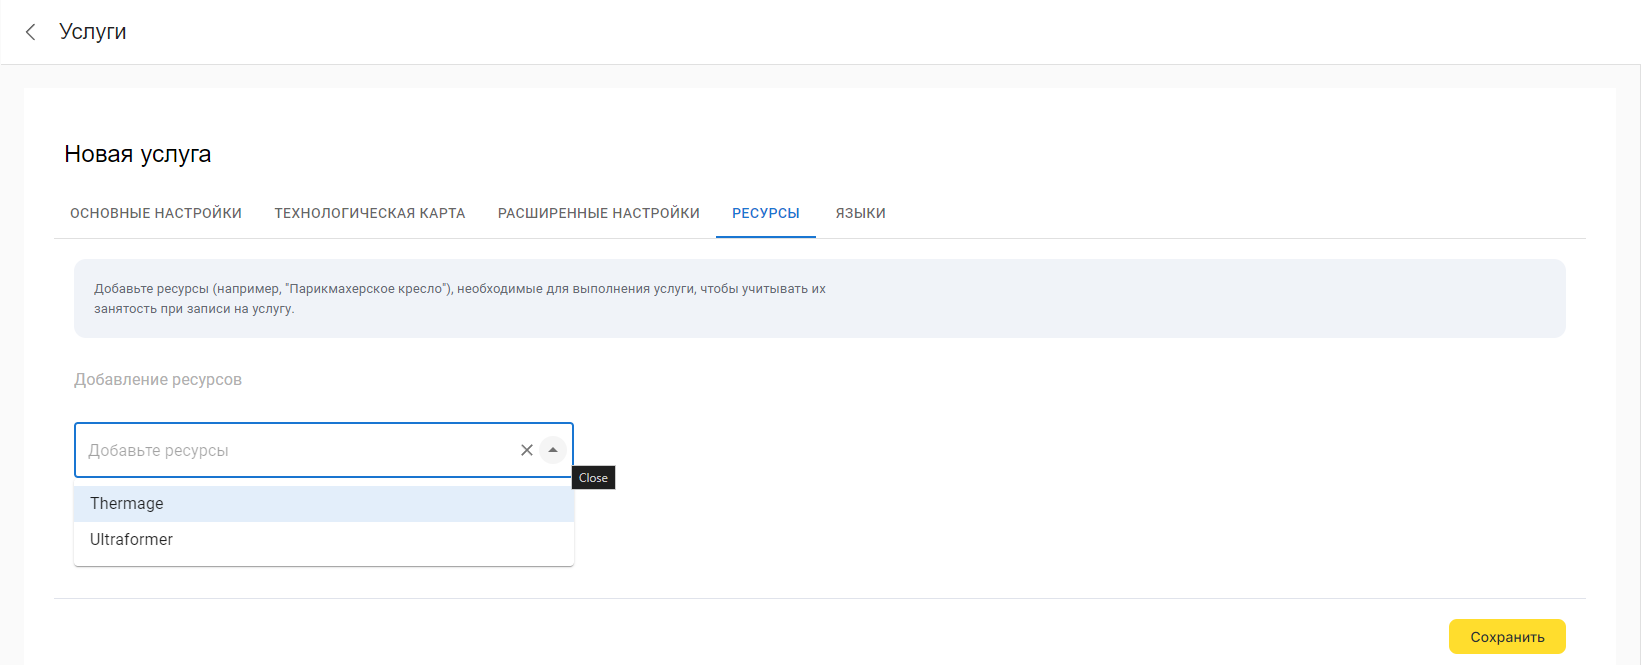 Услуги
Новая услуга
ОСНОВНЫЕ НАСТРОЙКИ ТЕХНОЛОГИЧЕСКАЯ КАРТА РАСШИРЕННЫЕ НАСТРОЙКИ РЕСУРСЫ ЯЗЫКИ
Добавьте ресурсы (например, "Парикмахерское кресло"), необходимые для выполнения услуги, чтобы учитывать их
занятость при записи на услугу.
Добавление ресурсов
Добавьте ресурсы
Close
Thermage
Ultraformer
Сохранить